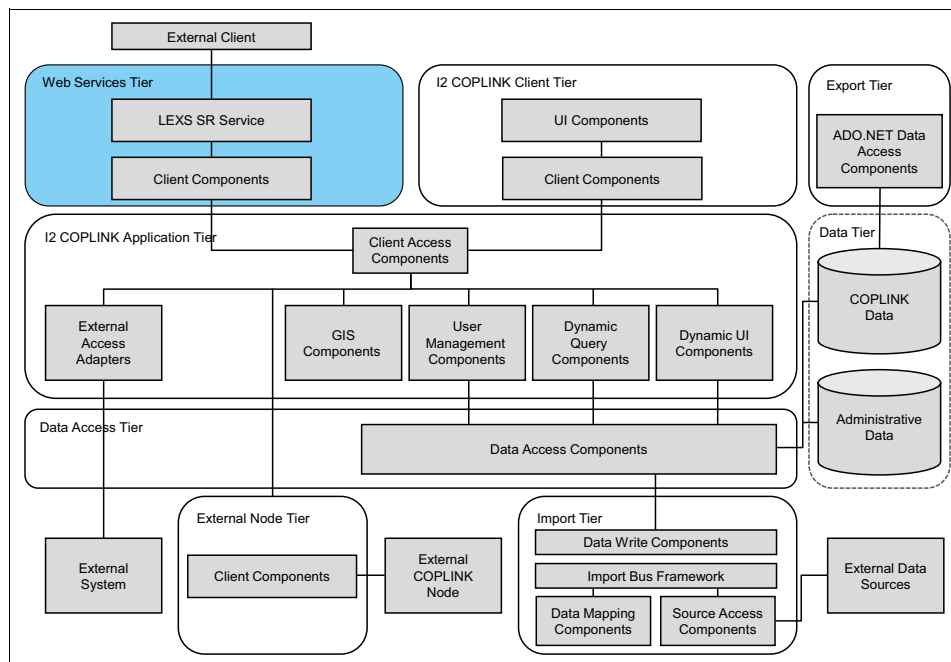 External Client
Web Services Tier
I2 COPLINK Client Tier
Export Tier
LEXS SR Service
UI Components
ADO.NET Data
Access
Components
Client Components
Client Components
I2 COPLINK Application Tier
Client Access
Components
Data Tier
COPLINK
Data
External
Access
Adapters
GIS
Components
User
Management
Components
Dynamic
Query
Components
Dynamic UI
Components
Administrative
Data
Data Access Tier
Data Access Components
External Node Tier
Import Tier
Data Write Components
External
System
Client Components
External
COPLINK
Node
Import Bus Framework
External Data
Sources
Data Mapping
Components
Source Access
Components